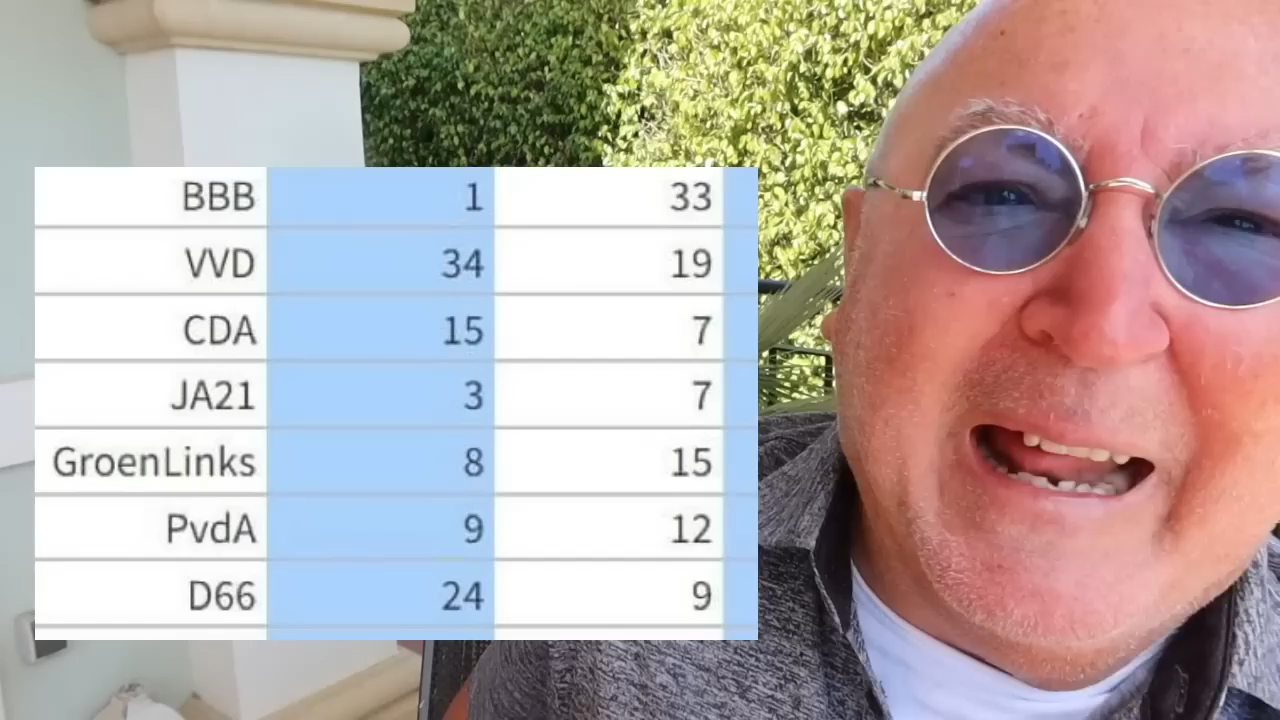 BBB 1 33
VVD 34 19
CDA 15 7
JA21 3 7
GroenLinks 8 15
PvdA 9 12
D66 24 9